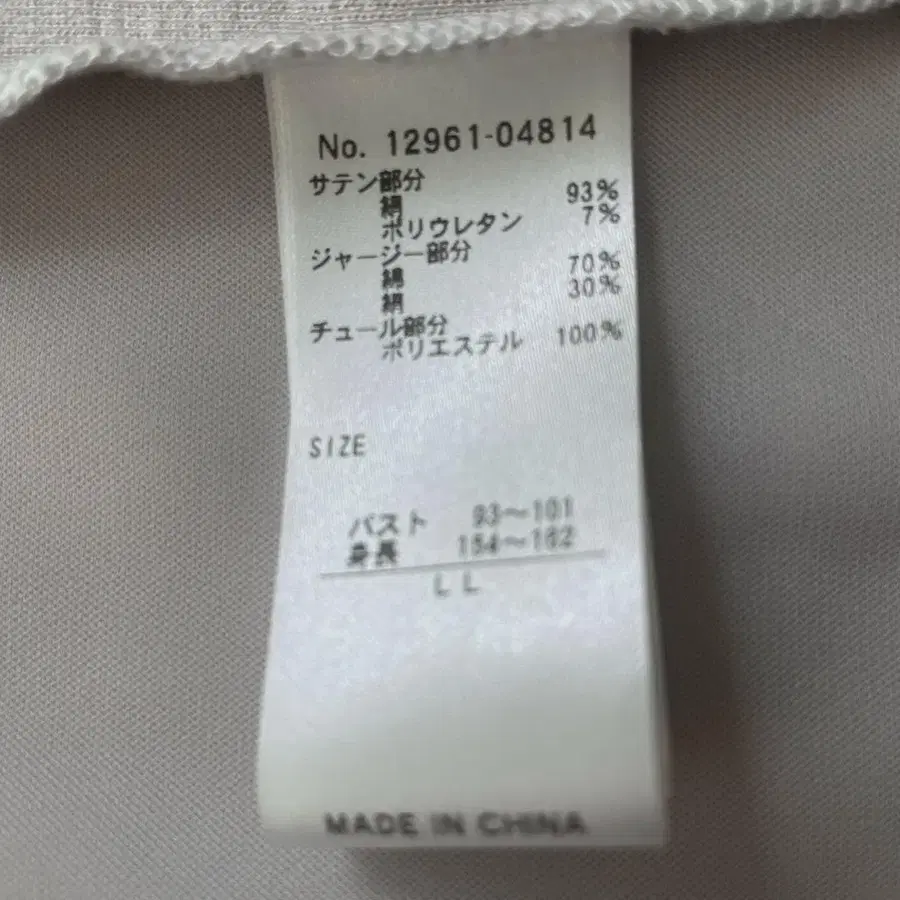 No. 12961-04814
サテン部分
絹 93%
ポリウレタン 7%
ジャージー部分
綿 70%
絹 30%
チュール部分
ポリエステル 100%
SIZE
バスト 93～101
身長 154～162
LL
MADE IN CHINA